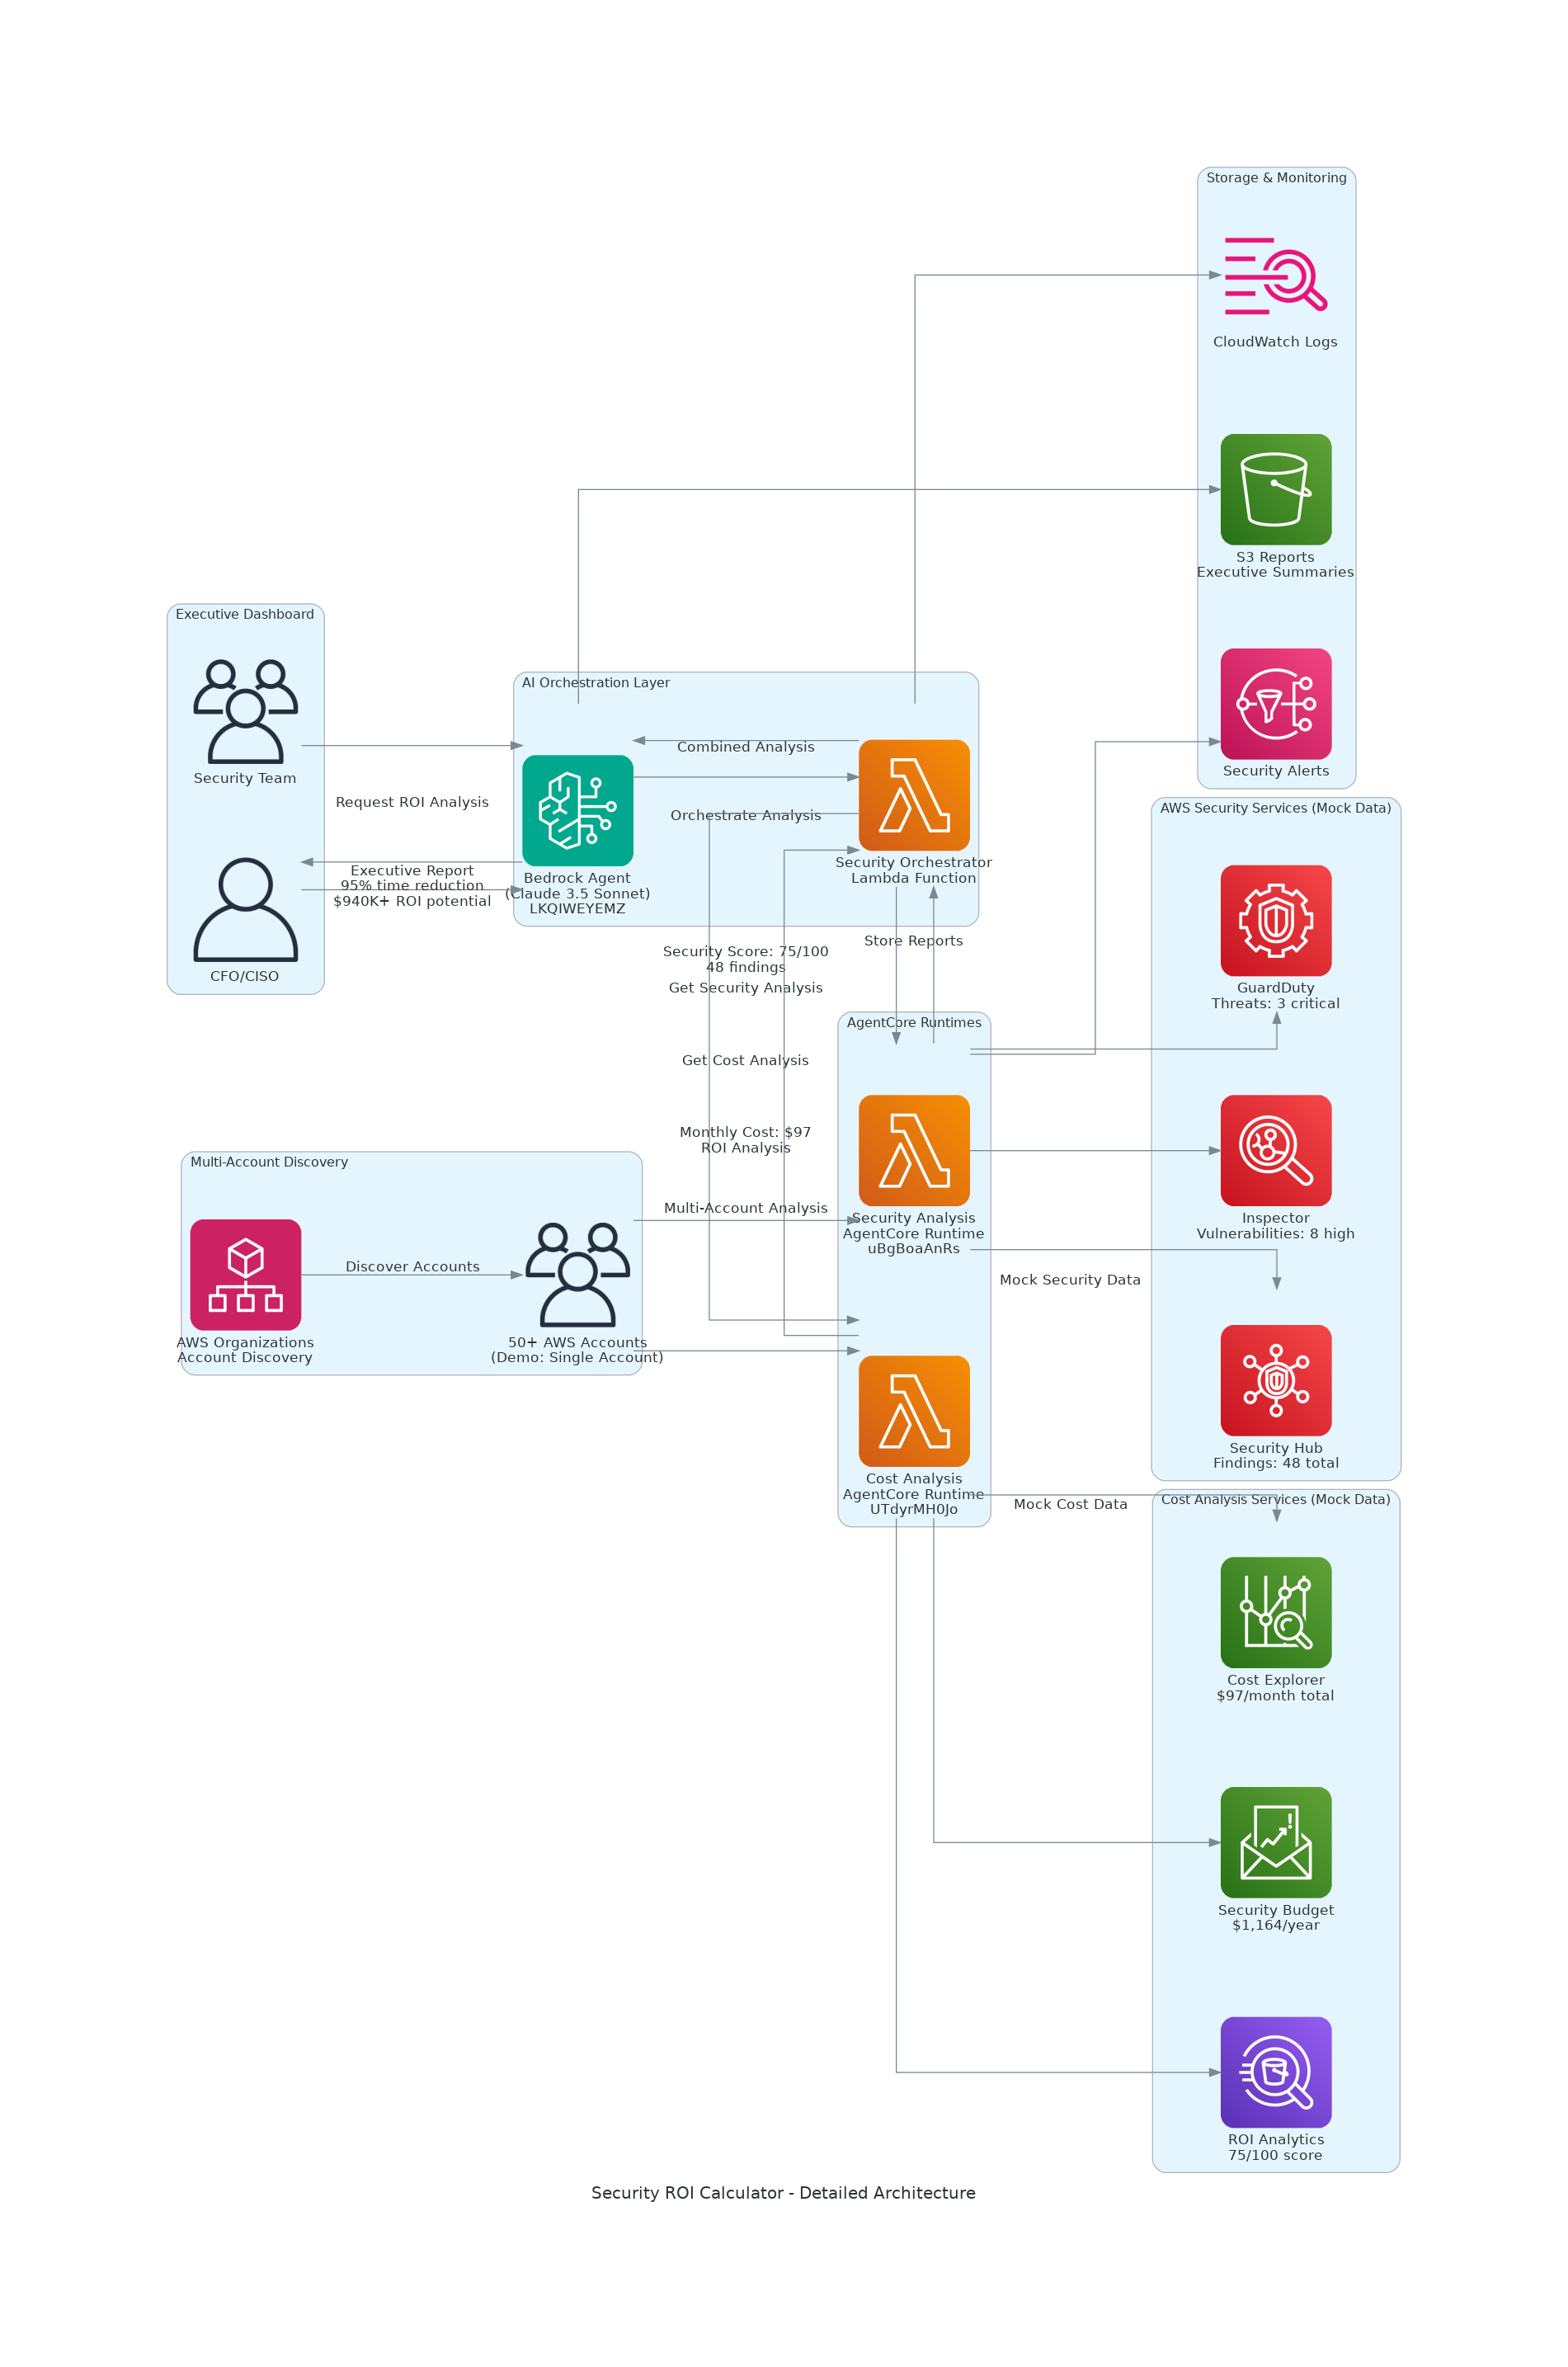 Storage & Monitoring
CloudWatch Logs
S3 Reports
Executive Summaries
Security Alerts
Executive Dashboard
Security Team
Request ROI Analysis
Executive Report
95% time reduction
$940K+ ROI potential
CFO/CISO
AI Orchestration Layer
Combined Analysis
Orchestrate Analysis
Bedrock Agent
(Claude 3.5 Sonnet)
LKQIWEYEMZ
Security Orchestrator
Lambda Function
Store Reports
Security Score: 75/100
48 findings
Get Security Analysis
Get Cost Analysis
Monthly Cost: $97
ROI Analysis
AWS Security Services (Mock Data)
GuardDuty
Threats: 3 critical
Inspector
Vulnerabilities: 8 high
Security Hub
Findings: 48 total
AgentCore Runtimes
Security Analysis
AgentCore Runtime
uBgBoaAnRs
Mock Security Data
Multi-Account Discovery
Multi-Account Analysis
Discover Accounts
AWS Organizations
Account Discovery
50+ AWS Accounts
(Demo: Single Account)
Cost Analysis
AgentCore Runtime
UTdyrMH0Jo
Mock Cost Data
Cost Analysis Services (Mock Data)
Cost Explorer
$97/month total
Security Budget
$1,164/year
ROI Analytics
75/100 score
Security ROI Calculator - Detailed Architecture